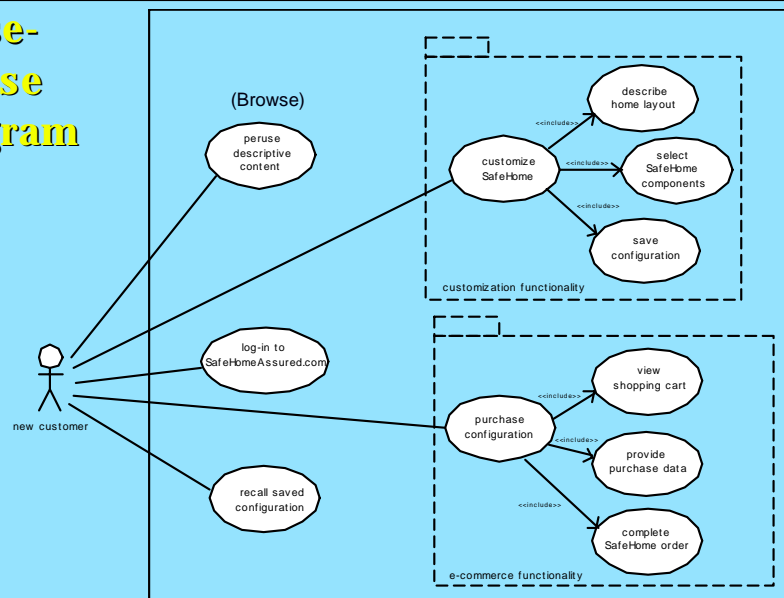 e-
se
gram
(Browse)
peruse
descriptive
content
customize
SafeHome
<<include>>
describe
home layout
<<include>>
select
SafeHome
components
<<include>>
save
configuration
customization functionality
log-in to
SafeHomeAssured.com
new customer
recall saved
configuration
purchase
configuration
<<include>>
view
shopping cart
<<include>>
provide
purchase data
<<include>>
complete
SafeHome order
e-commerce functionality